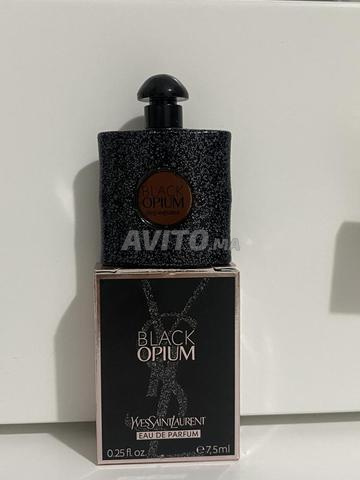 BLACK
OPIUM
AVITO.ma
BLACK
OPIUM
YVESSAINTLAURENT
EAU DE PARFUM
0.25 fl. oz. ℮ 7,5ml